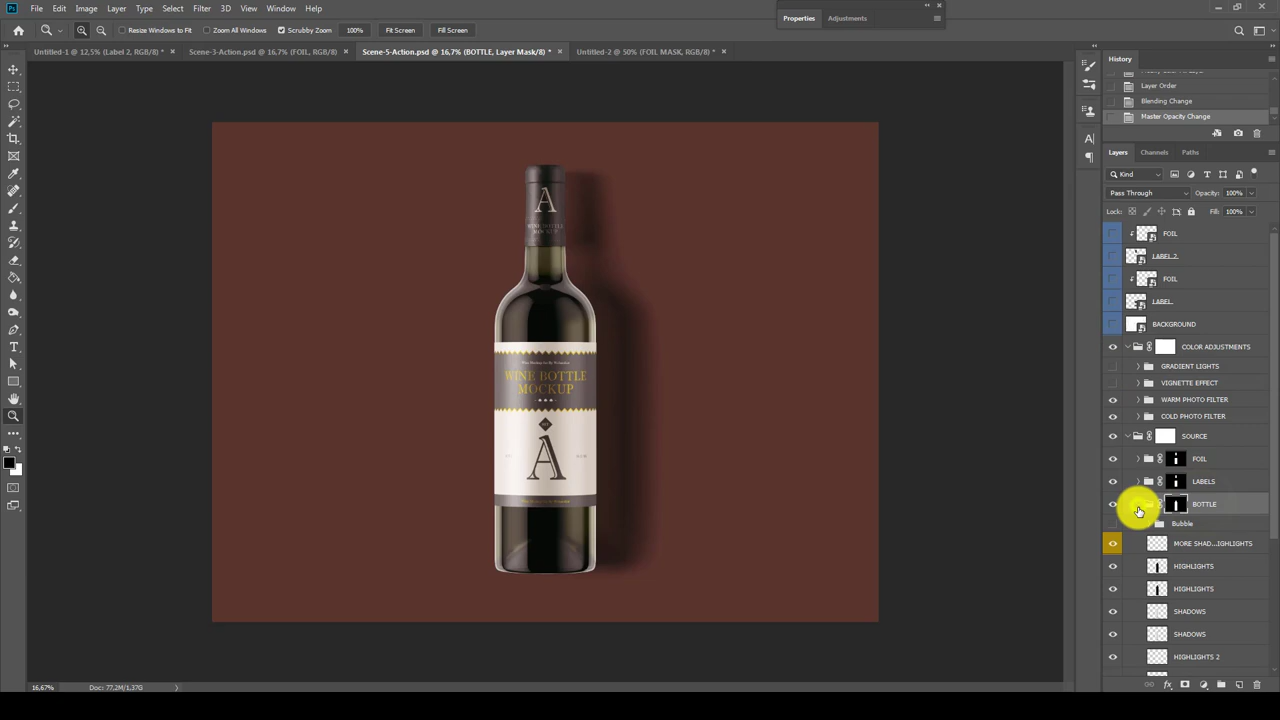 Ps File Edit Image Layer Type Select Filter 3D View Window Help
Properties Adjustments
Resize Windows to Fit Zoom All Windows Scrubby Zoom 100% Fit Screen Fill Screen
Untitled-1 @ 12,5% (Label 2, RGB/8) * × Scene-3-Action.psd @ 16,7% (FOIL, RGB/8) × Scene-5-Action.psd @ 16,7% (BOTTLE, Layer Mask/8) * × Untitled-2 @ 50% (FOIL MASK, RGB/8) * ×
History
Layer Order
Blending Change
Master Opacity Change
Layers Channels Paths
Kind
Pass Through Opacity: 100%
Lock: Fill: 100%
FOIL
LABEL 2
FOIL
LABEL
BACKGROUND
COLOR ADJUSTMENTS
GRADIENT LIGHTS
VIGNETTE EFFECT
WARM PHOTO FILTER
COLD PHOTO FILTER
SOURCE
FOIL
LABELS
BOTTLE
Bubble
MORE SHAD...IGHLIGHTS
HIGHLIGHTS
HIGHLIGHTS
SHADOWS
SHADOWS
HIGHLIGHTS 2
A
WINE BOTTLE
MOCKUP
WINE BOTTLE
MOCKUP
A
16,67% Doc: 77.2M/1.37G